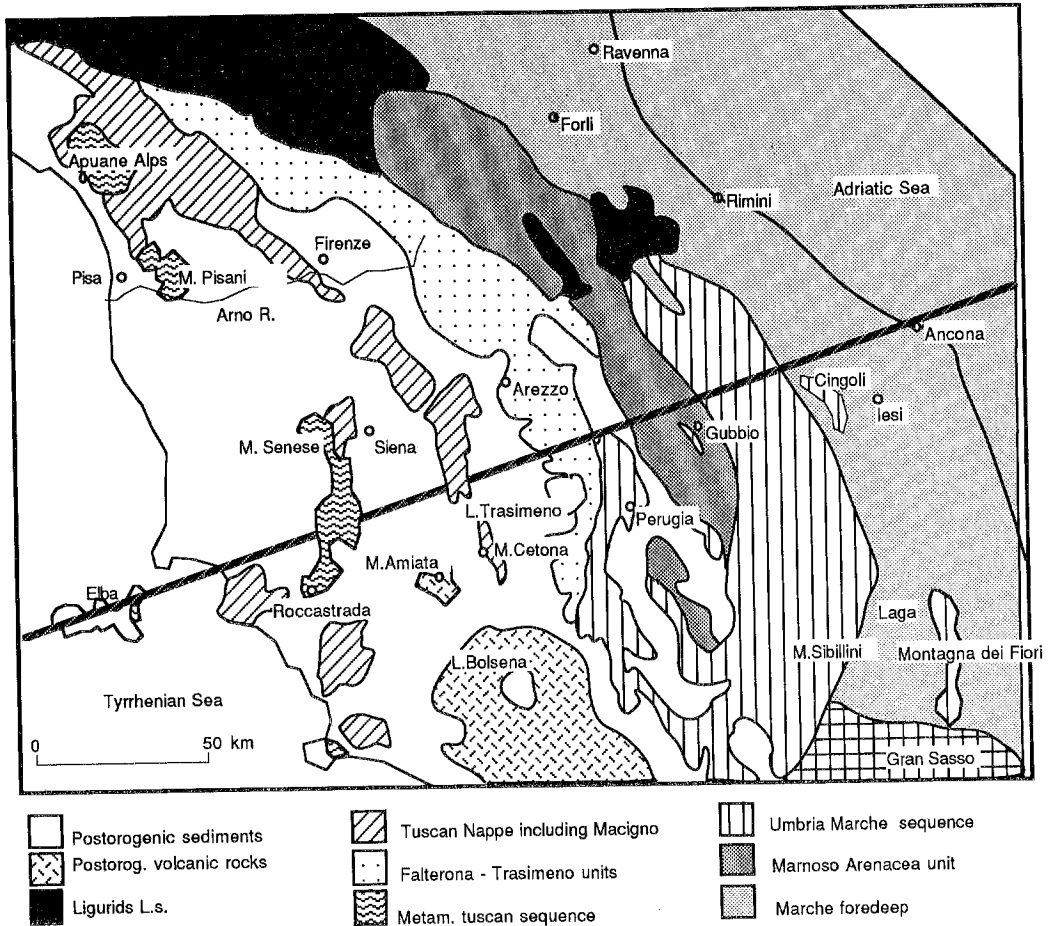 Ravenna
Forli
Apuane Alps
Adriatic Sea
Rimini
Firenze
Pisa
M. Pisani
Arno R.
Ancona
Arezzo
Cingoli
Iesi
M. Senese
Siena
Gubbio
L.Trasimeno
Perugia
M.Cetona
M.Amiata
Elba
Roccastrada
Laga
M.Sibillini
Montagna dei Fiori
L.Bolsena
Tyrrhenian Sea
0 50 km
Gran Sasso
Postorogenic sediments
Postorog. volcanic rocks
Ligurids L.s.
Tuscan Nappe including Macigno
Falterona - Trasimeno units
Metam. tuscan sequence
Umbria Marche sequence
Marnoso Arenacea unit
Marche foredeep